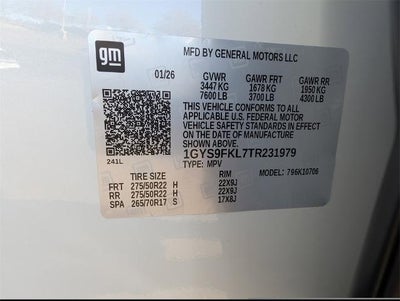 gm
MFD BY GENERAL MOTORS LLC
01/26 GVWR GAWR FRT GAWR RR
3447 KG 1678 KG 1950 KG
7600 LB 3700 LB 4300 LB
THIS VEHICLE CONFORMS TO ALL
APPLICABLE U.S. FEDERAL MOTOR
VEHICLE SAFETY STANDARDS IN
EFFECT ON THE DATE OF MANUFACTURE
SHOWN ABOVE.
1GYS9FKL7TR231979
TYPE: MPV MODEL: 796K10706
241L
TIRE SIZE RIM
FRT 275/50R22 H 22X9J
RR 275/50R22 H 22X9J
SPA 265/70R17 S 17X8J